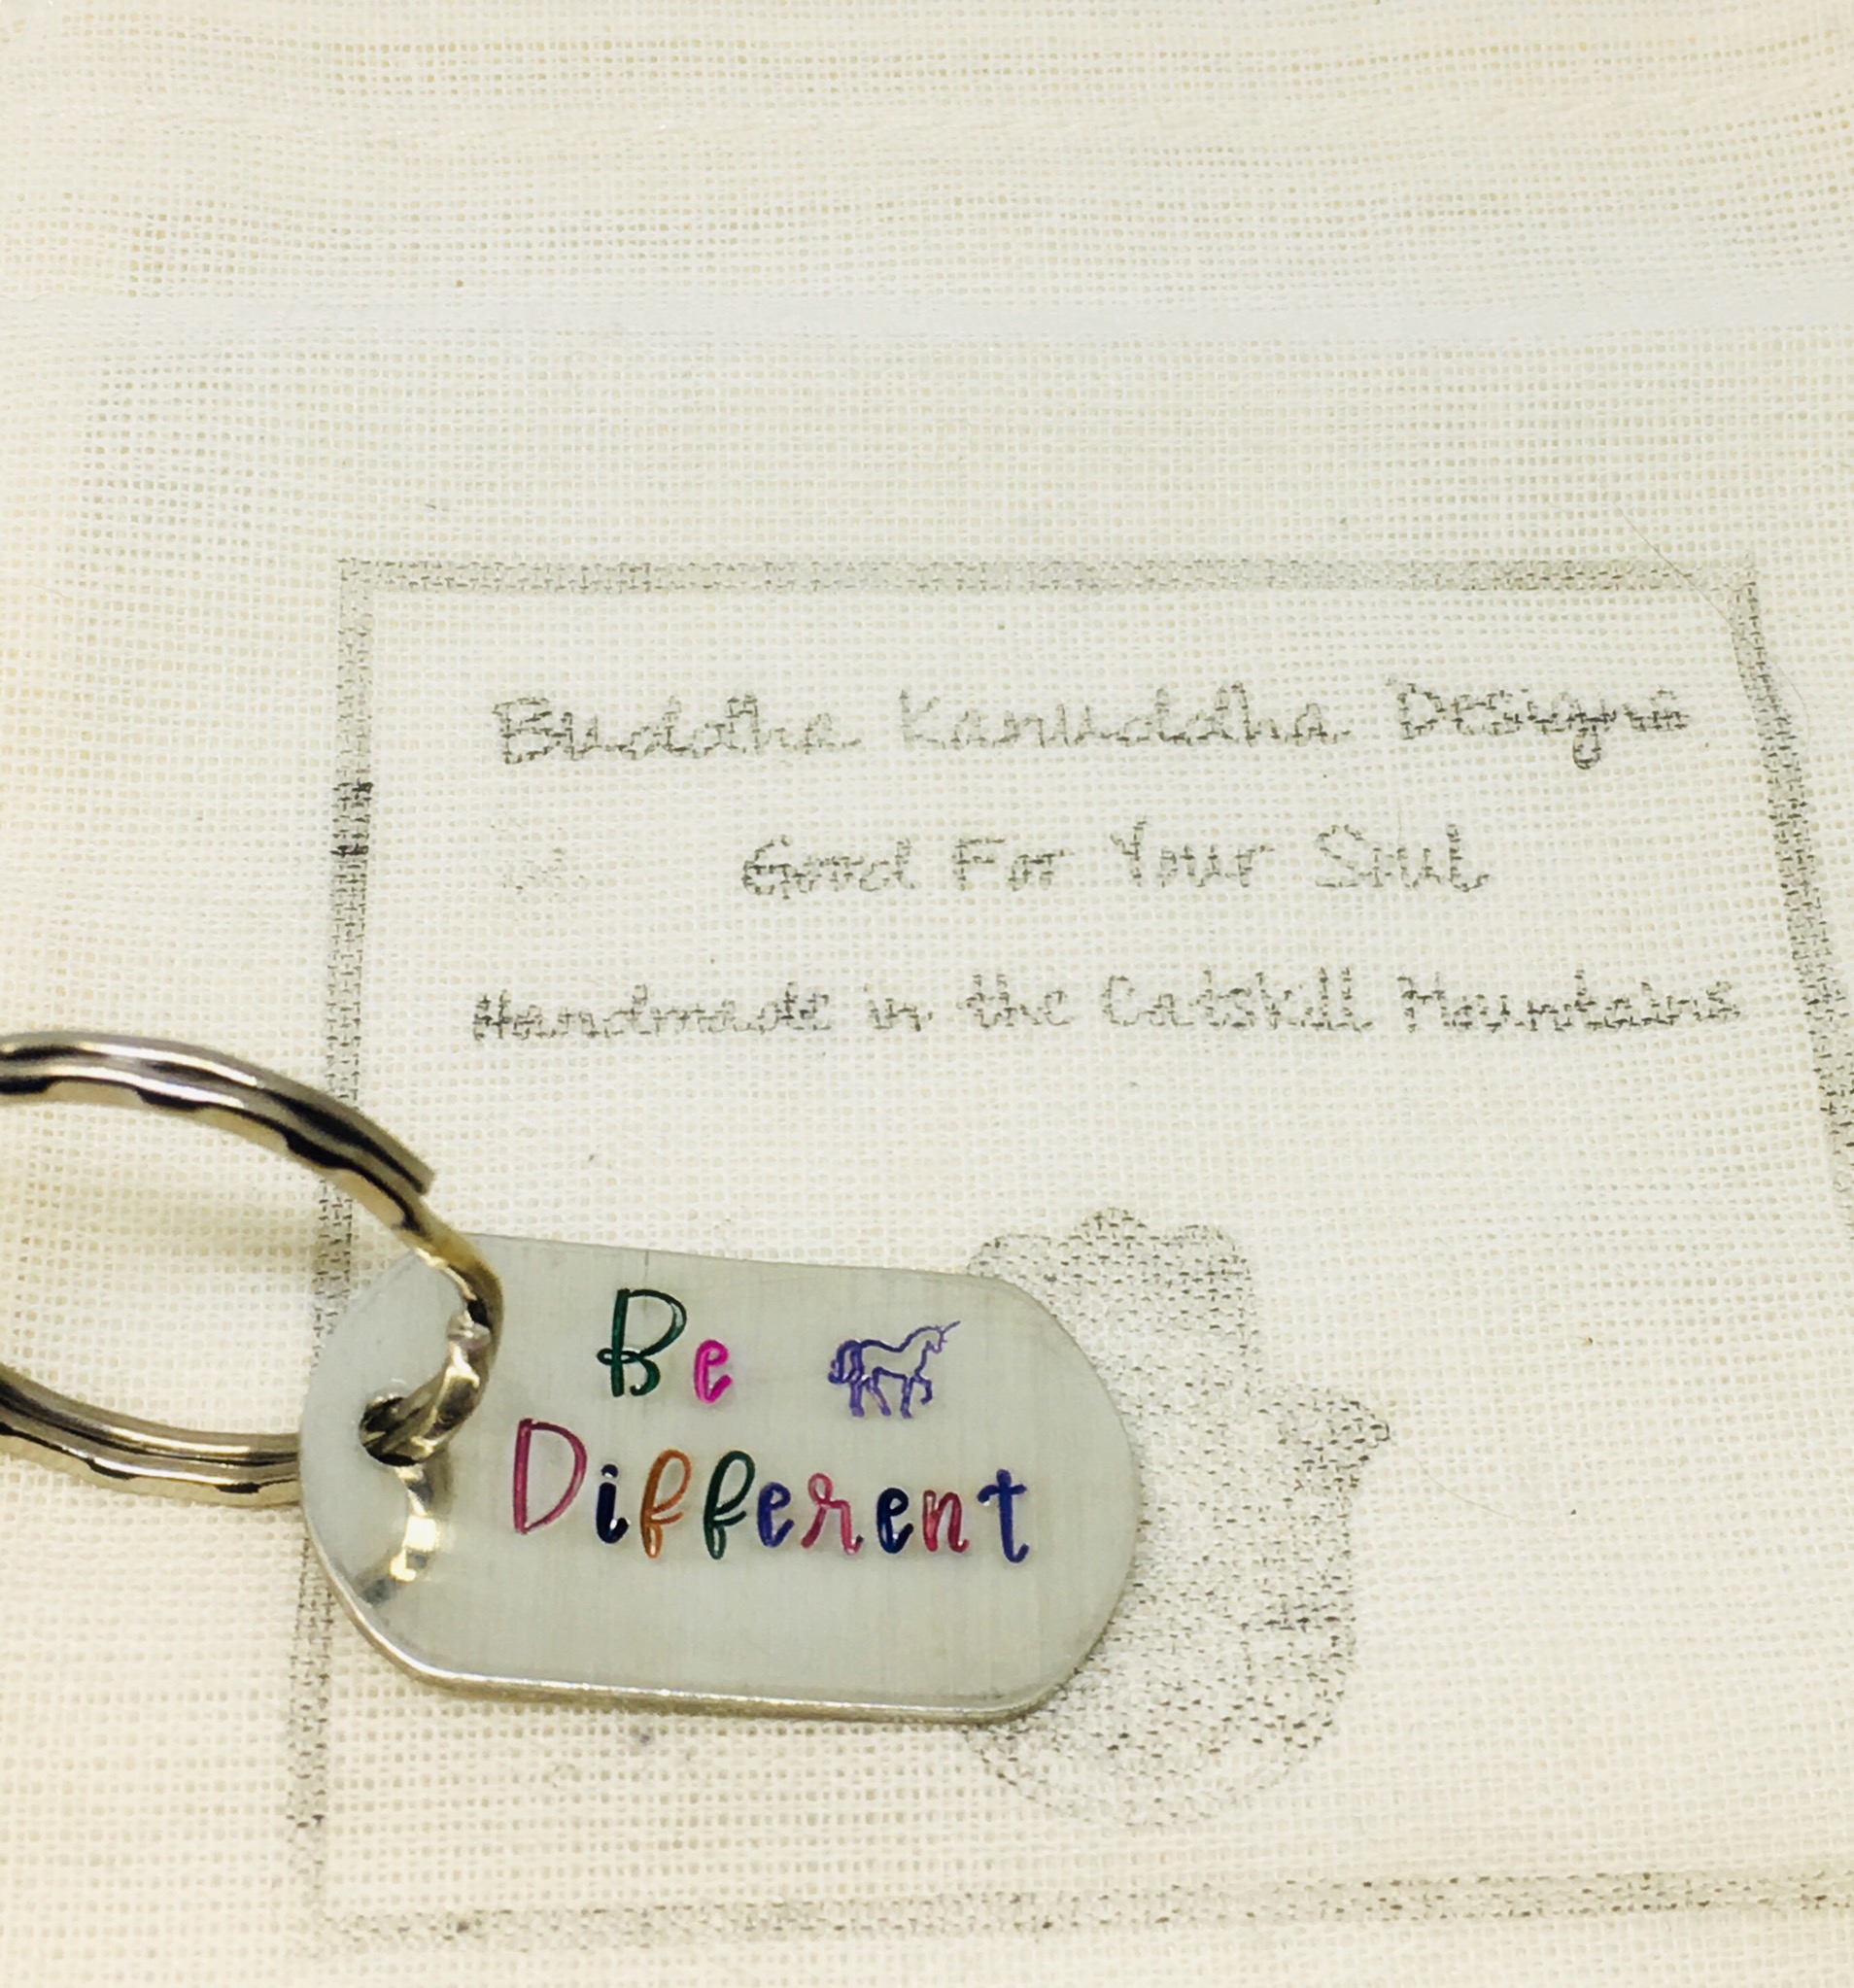 Buddha Kanuddha Designs
Good For Your Soul
Handmade in the Catskill Mountains
Be
Different